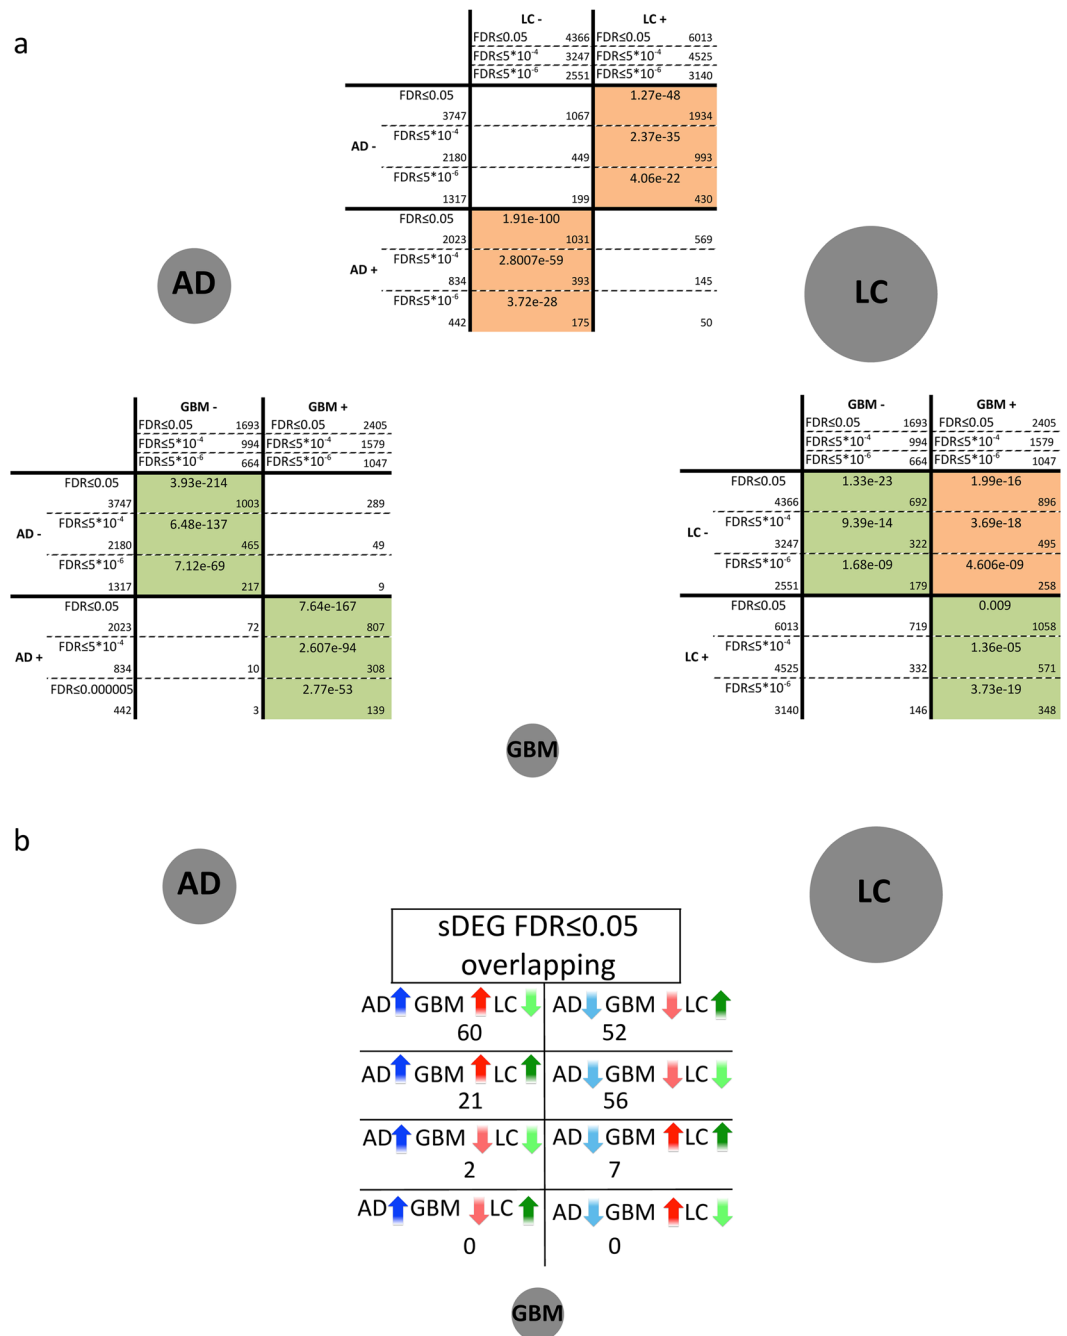 a
LC - LC +
FDR≤0.05 4366 FDR≤0.05 6013
FDR≤5*10-4 3247 FDR≤5*10-4 4525
FDR≤5*10-6 2551 FDR≤5*10-6 3140
FDR≤0.05 1.27e-48
3747 1067 1934
AD - FDR≤5*10-4 2.37e-35
2180 449 993
FDR≤5*10-6 4.06e-22
1317 199 430
FDR≤0.05 1.91e-100
2023 1031 569
AD + FDR≤5*10-4 2.8007e-59
834 393 145
FDR≤5*10-6 3.72e-28
442 175 50
AD
LC
GBM - GBM +
FDR≤0.05 1693 FDR≤0.05 2405
FDR≤5*10-4 994 FDR≤5*10-4 1579
FDR≤5*10-6 664 FDR≤5*10-6 1047
FDR≤0.05 3.93e-214
3747 1003 289
AD - FDR≤5*10-4 6.48e-137
2180 465 49
FDR≤5*10-6 7.12e-69
1317 217 9
FDR≤0.05 7.64e-167
2023 72 807
AD + FDR≤5*10-4 2.607e-94
834 10 308
FDR≤0.000005 2.77e-53
442 3 139
GBM - GBM +
FDR≤0.05 1693 FDR≤0.05 2405
FDR≤5*10-4 994 FDR≤5*10-4 1579
FDR≤5*10-6 664 FDR≤5*10-6 1047
FDR≤0.05 1.33e-23 1.99e-16
4366 692 896
LC - FDR≤5*10-4 9.39e-14 3.69e-18
3247 322 495
FDR≤5*10-6 1.68e-09 4.606e-09
2551 179 258
FDR≤0.05 0.009
6013 719 1058
LC + FDR≤5*10-4 1.36e-05
4525 332 571
FDR≤5*10-6 3.73e-19
3140 146 348
GBM
b
AD
LC
sDEG FDR≤0.05
overlapping
AD GBM LC AD GBM LC
60 52
AD GBM LC AD GBM LC
21 56
AD GBM LC AD GBM LC
2 7
AD GBM LC AD GBM LC
0 0
GBM